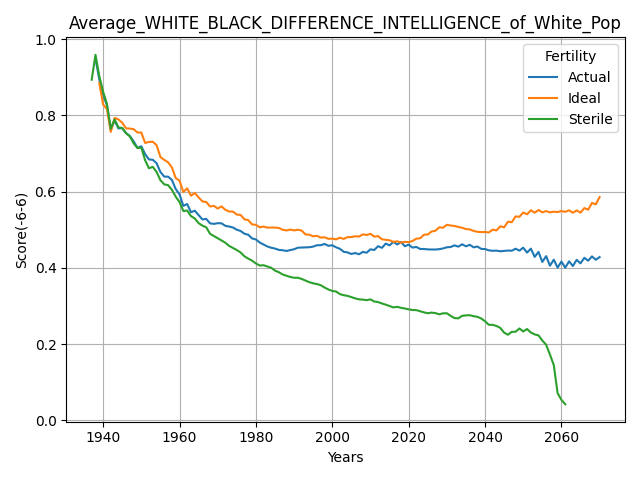 Average_WHITE_BLACK_DIFFERENCE_INTELLIGENCE_of_White_Pop
Fertility
Actual
Ideal
Sterile
Score(-6-6)
1.0
0.8
0.6
0.4
0.2
0.0
1940 1960 1980 2000 2020 2040 2060
Years